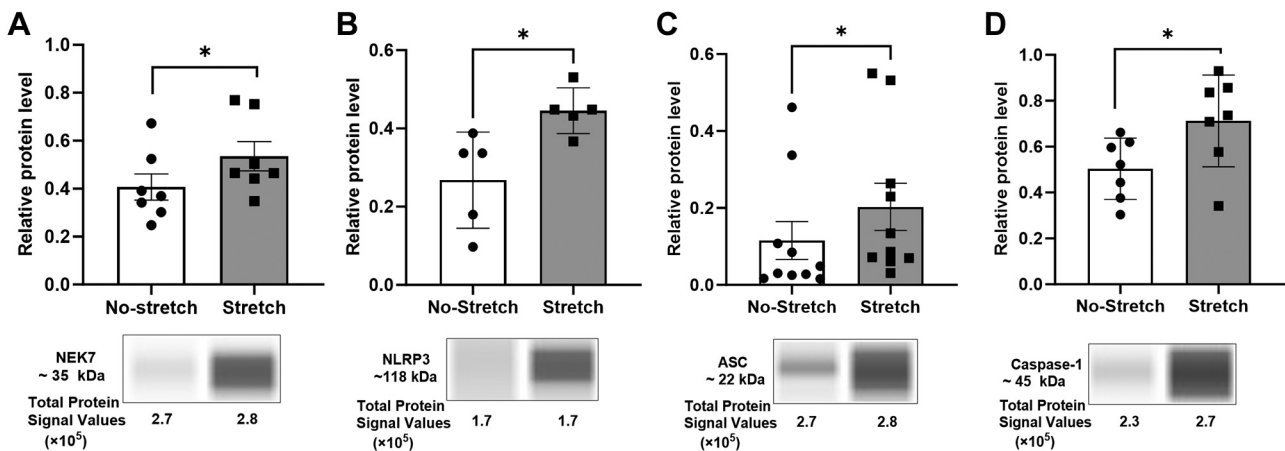 A
Relative protein level
1.0
0.8
0.6
0.4
0.2
0.0
*
No-stretch Stretch
NEK7
~ 35 kDa
Total Protein
Signal Values
(×10⁵)
2.7 2.8
B
Relative protein level
0.6
0.4
0.2
0.0
*
No-Stretch Stretch
NLRP3
~118 kDa
Total Protein
Signal Values
(×10⁵)
1.7 1.7
C
Relative protein level
0.6
0.4
0.2
0.0
*
No-Stretch Stretch
ASC
~ 22 kDa
Total Protein
Signal Values
(×10⁵)
2.7 2.8
D
Relative protein level
1.0
0.8
0.6
0.4
0.2
0.0
*
No-Stretch Stretch
Caspase-1
~ 45 kDa
Total Protein
Signal Values
(×10⁵)
2.3 2.7